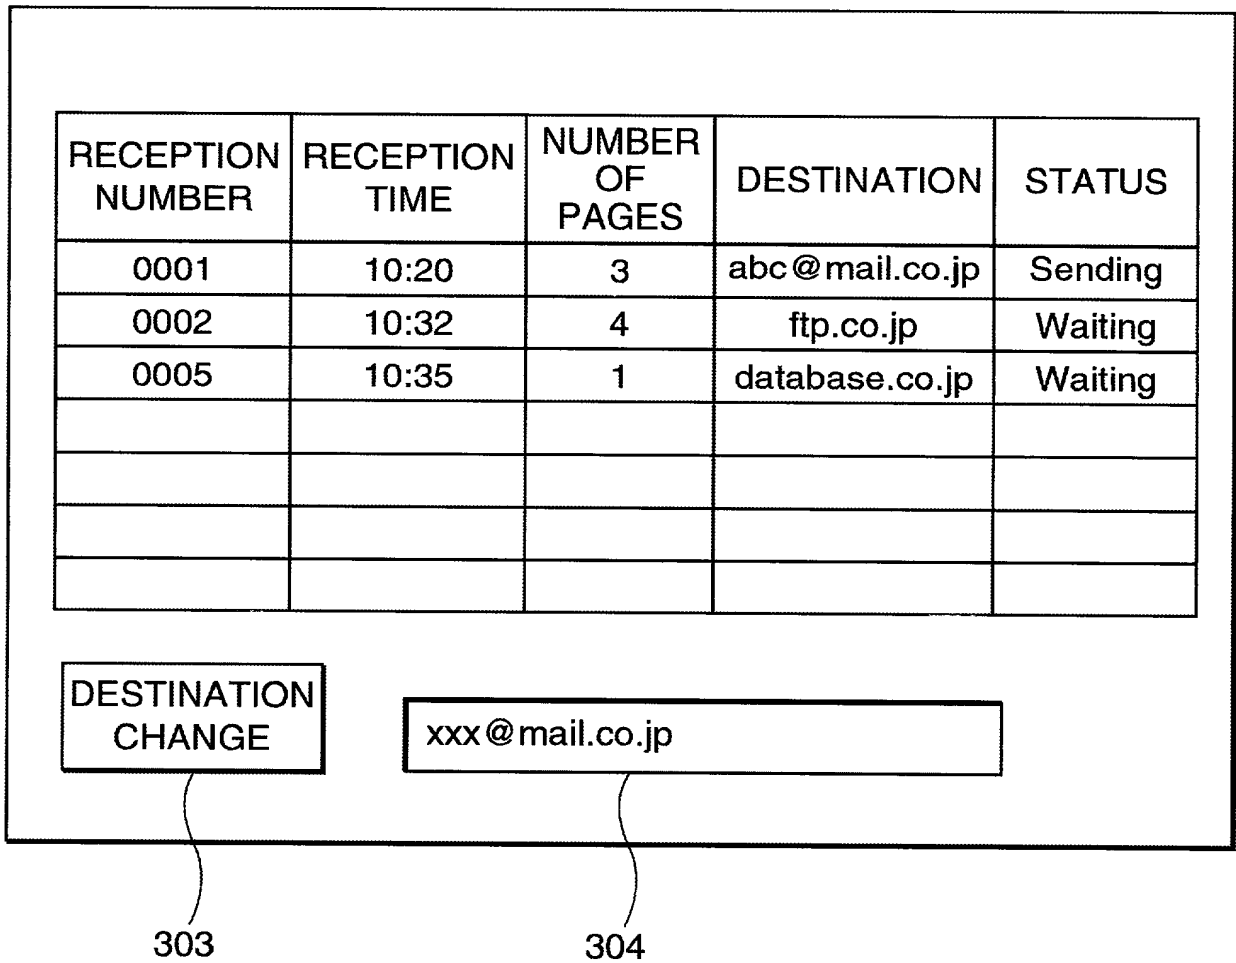 RECEPTION NUMBER RECEPTION TIME NUMBER OF PAGES DESTINATION STATUS
0001 10:20 3 abc@mail.co.jp Sending
0002 10:32 4 ftp.co.jp Waiting
0005 10:35 1 database.co.jp Waiting
DESTINATION
CHANGE
xxx@mail.co.jp
303
304